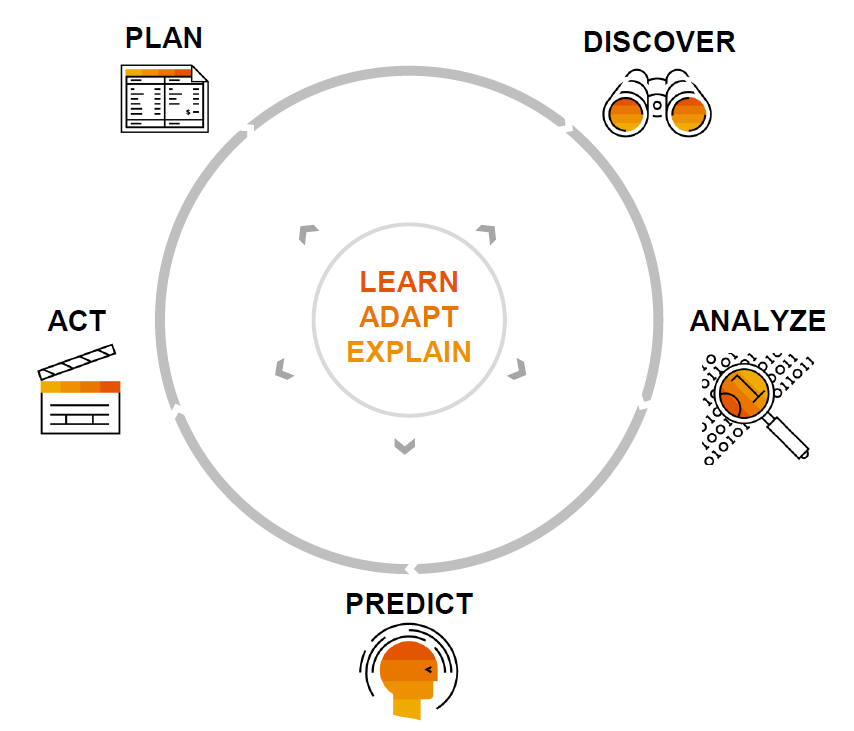 PLAN
DISCOVER
LEARN
ADAPT
EXPLAIN
ACT
ANALYZE
PREDICT